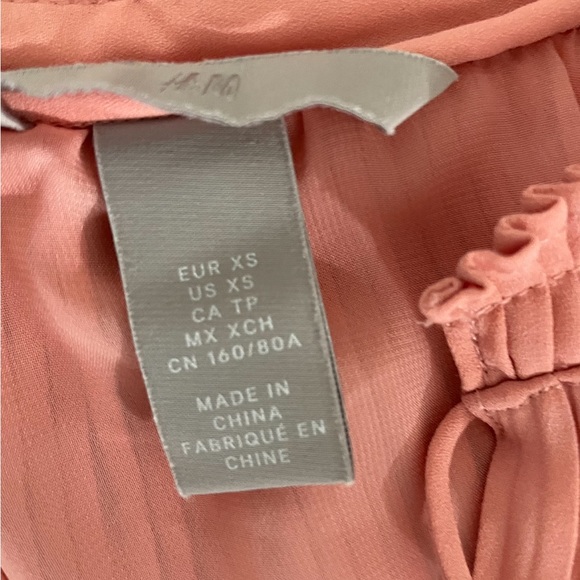 EUR XS
US XS
CA TP
MX XCH
CN 160/80A
MADE IN
CHINA
FABRIQUÉ EN
CHINE